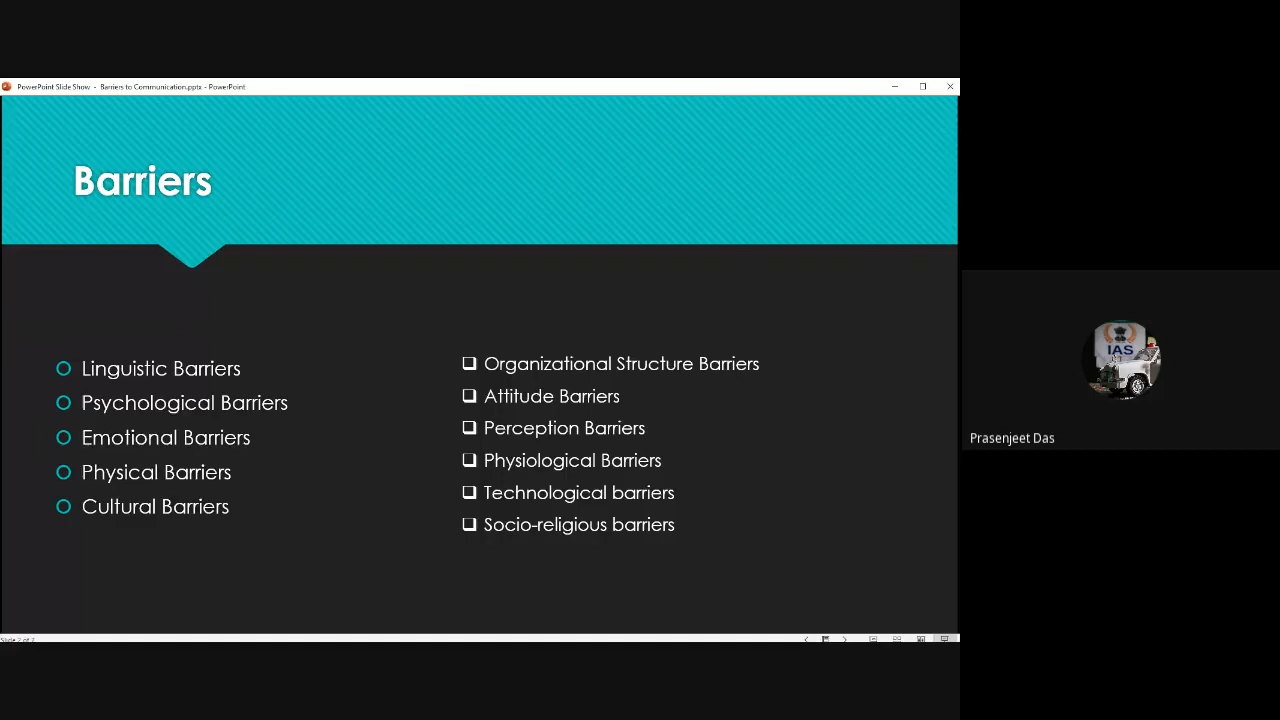 PowerPoint Slide Show - Barriers to Communication.pptx - PowerPoint
Barriers
Linguistic Barriers
Psychological Barriers
Emotional Barriers
Physical Barriers
Cultural Barriers
Organizational Structure Barriers
Attitude Barriers
Perception Barriers
Physiological Barriers
Technological barriers
Socio-religious barriers
IAS
Prasenjeet Das